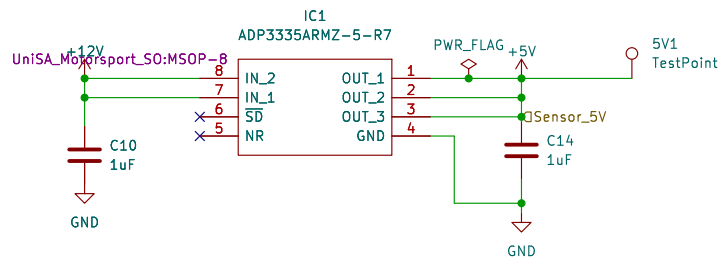 IC1
ADP3335ARMZ-5-R7
UniSA_Motorsport_SO:MSOP-8
+12V
PWR_FLAG
+5V
5V1
TestPoint
8 IN_2 OUT_1 1
7 IN_1 OUT_2 2
6 SD OUT_3 3
5 NR GND 4
Sensor_5V
C10
1uF
C14
1uF
GND
GND